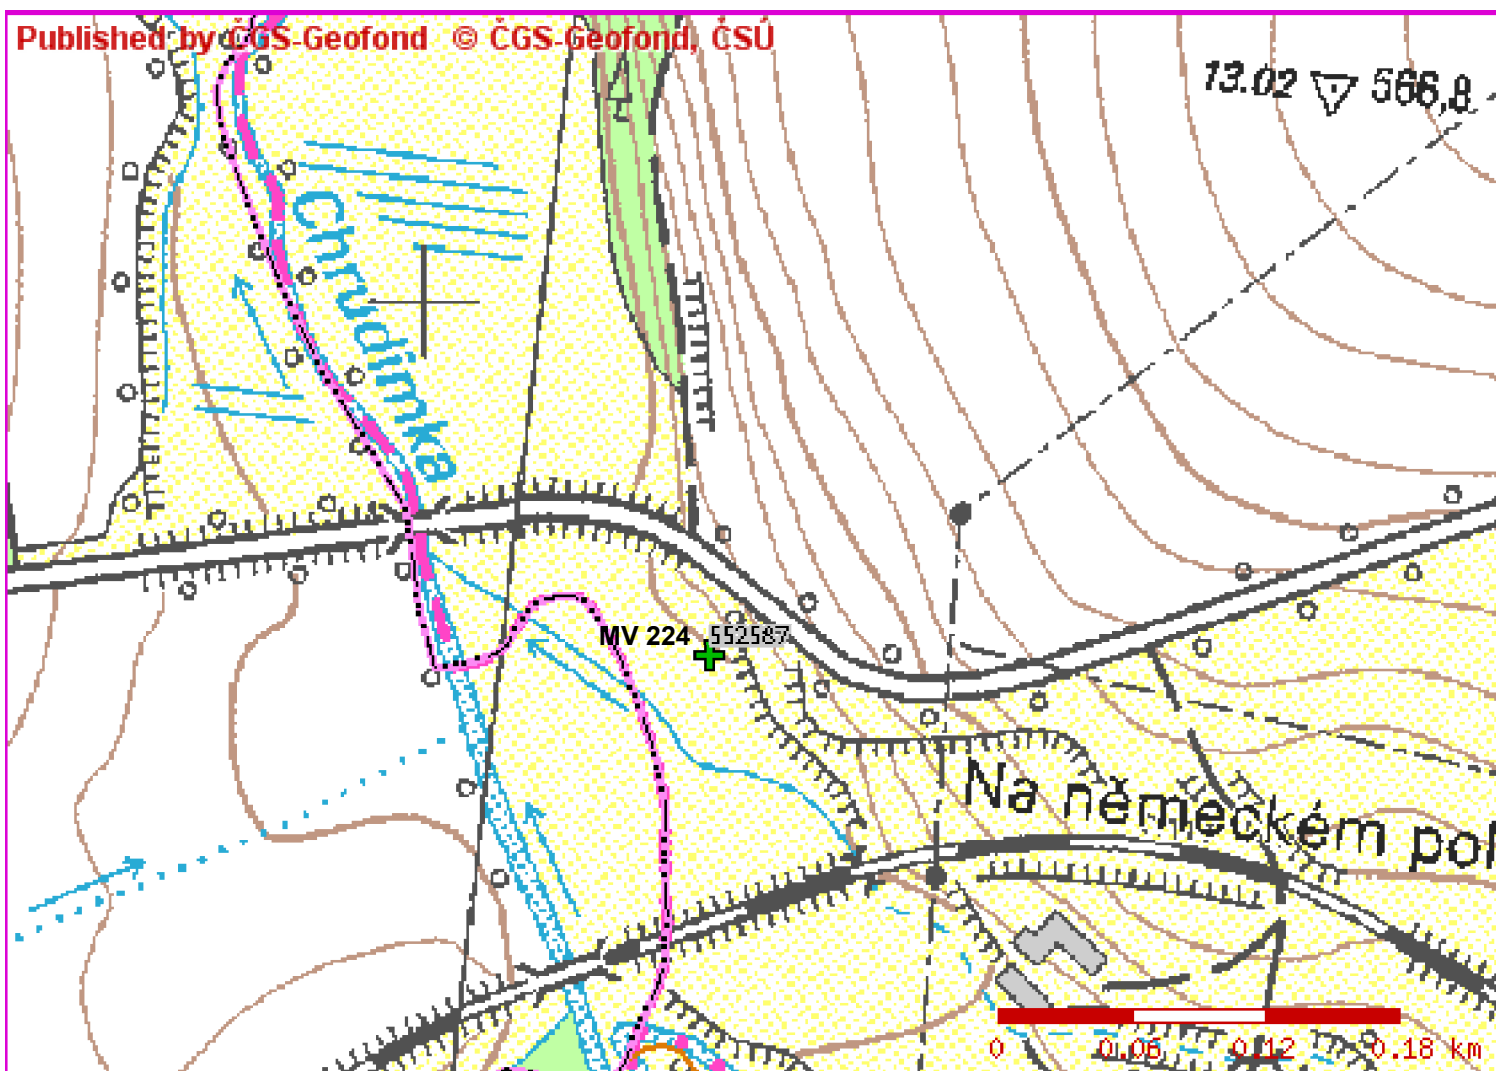 Published by ČGS-Geofond © ČGS-Geofond, ČSÚ
13.02 566,8
Chrudimka
MV 224 552587
Na německém pol
0 0.06 0.12 0.18 km